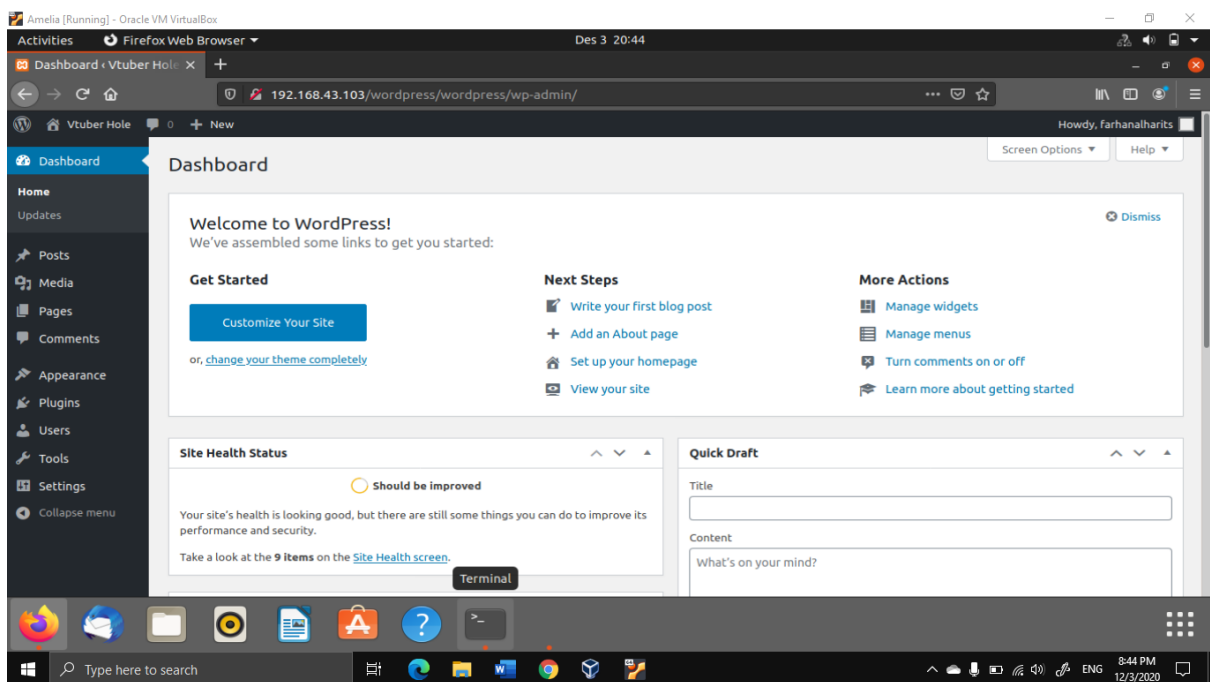 Amelia [Running] - Oracle VM VirtualBox
Activities Firefox Web Browser Des 3 20:44
Dashboard ‹ Vtuber Hole
192.168.43.103/wordpress/wordpress/wp-admin/
Vtuber Hole 0 + New Howdy, farhanalharits
Screen Options Help
Dashboard
Home
Updates
Posts
Media
Pages
Comments
Appearance
Plugins
Users
Tools
Settings
Collapse menu
Dashboard
Welcome to WordPress! Dismiss
We've assembled some links to get you started:
Get Started
Customize Your Site
or, change your theme completely
Next Steps
Write your first blog post
Add an About page
Set up your homepage
View your site
More Actions
Manage widgets
Manage menus
Turn comments on or off
Learn more about getting started
Site Health Status
Should be improved
Your site's health is looking good, but there are still some things you can do to improve its
performance and security.
Take a look at the 9 items on the Site Health screen.
Quick Draft
Title
Content
What's on your mind?
Terminal
Type here to search
ENG
8:44 PM
12/3/2020